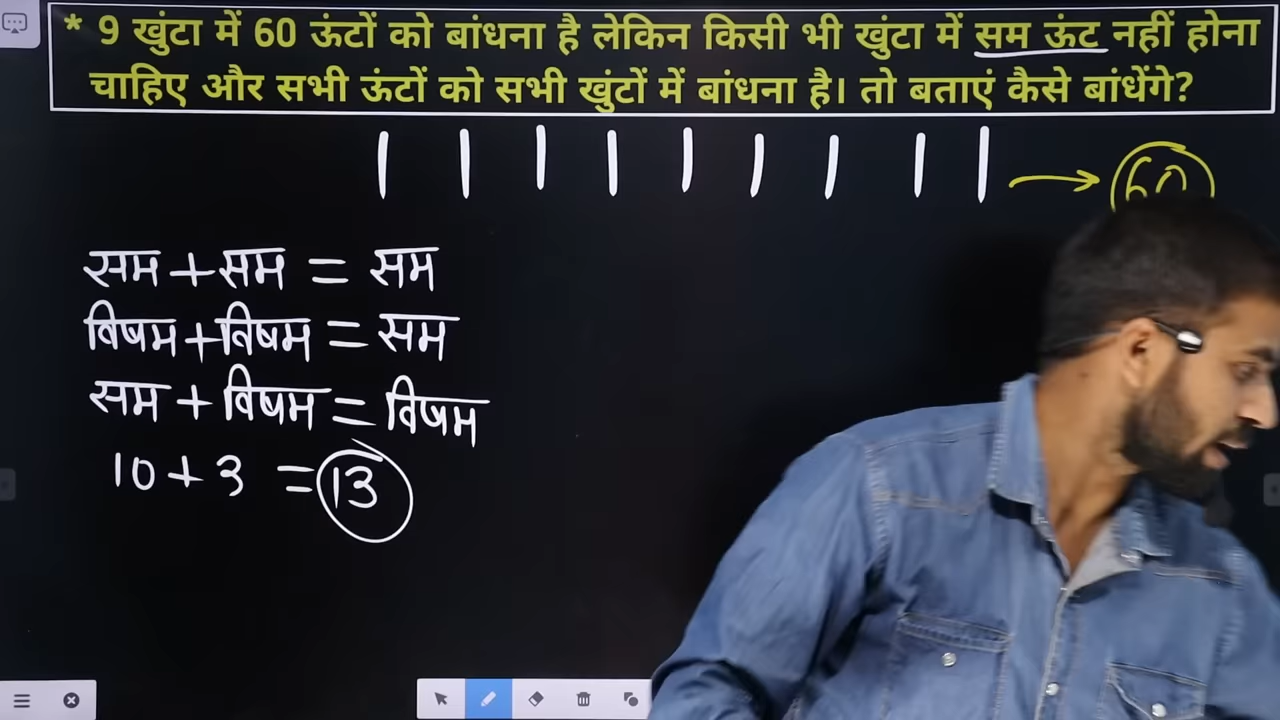 * 9 खुंटा में 60 ऊंटों को बांधना है लेकिन किसी भी खुंटा में सम ऊंट नहीं होना
चाहिए और सभी ऊंटों को सभी खुंटों में बांधना है। तो बताएं कैसे बांधेंगे?
60
सम + सम = सम
विषम + विषम = सम
सम + विषम = विषम
10 + 3 = 13